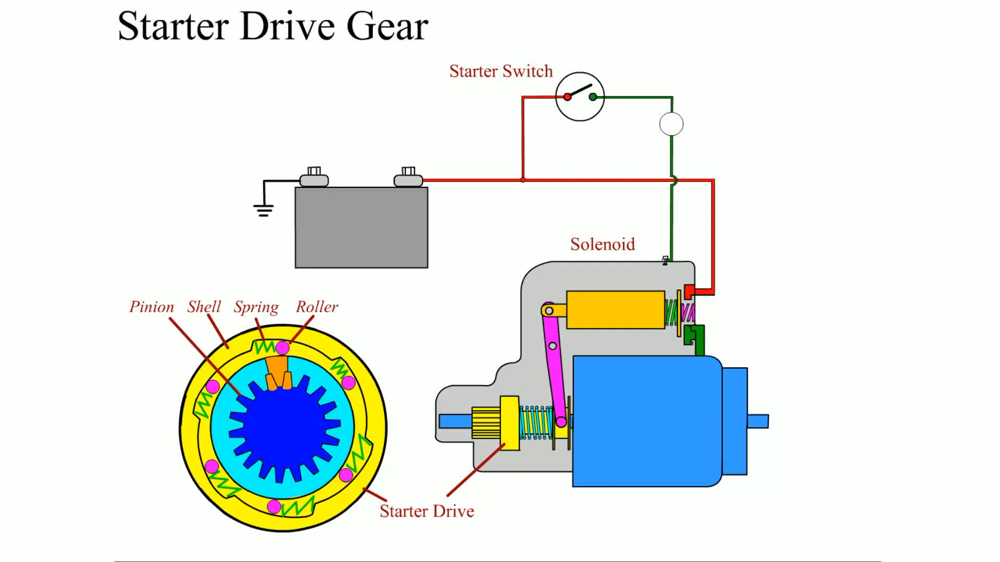 Starter Drive Gear
Starter Switch
Solenoid
Pinion Shell Spring Roller
Starter Drive